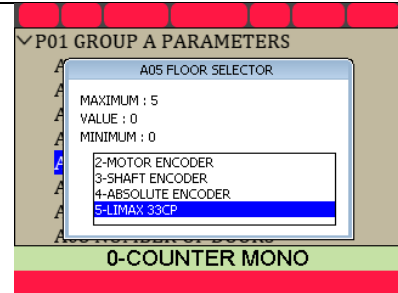 P01 GROUP A PARAMETERS
A05 FLOOR SELECTOR
MAXIMUM : 5
VALUE : 0
MINIMUM : 0
2-MOTOR ENCODER
3-SHAFT ENCODER
4-ABSOLUTE ENCODER
5-LIMAX 33CP
0-COUNTER MONO